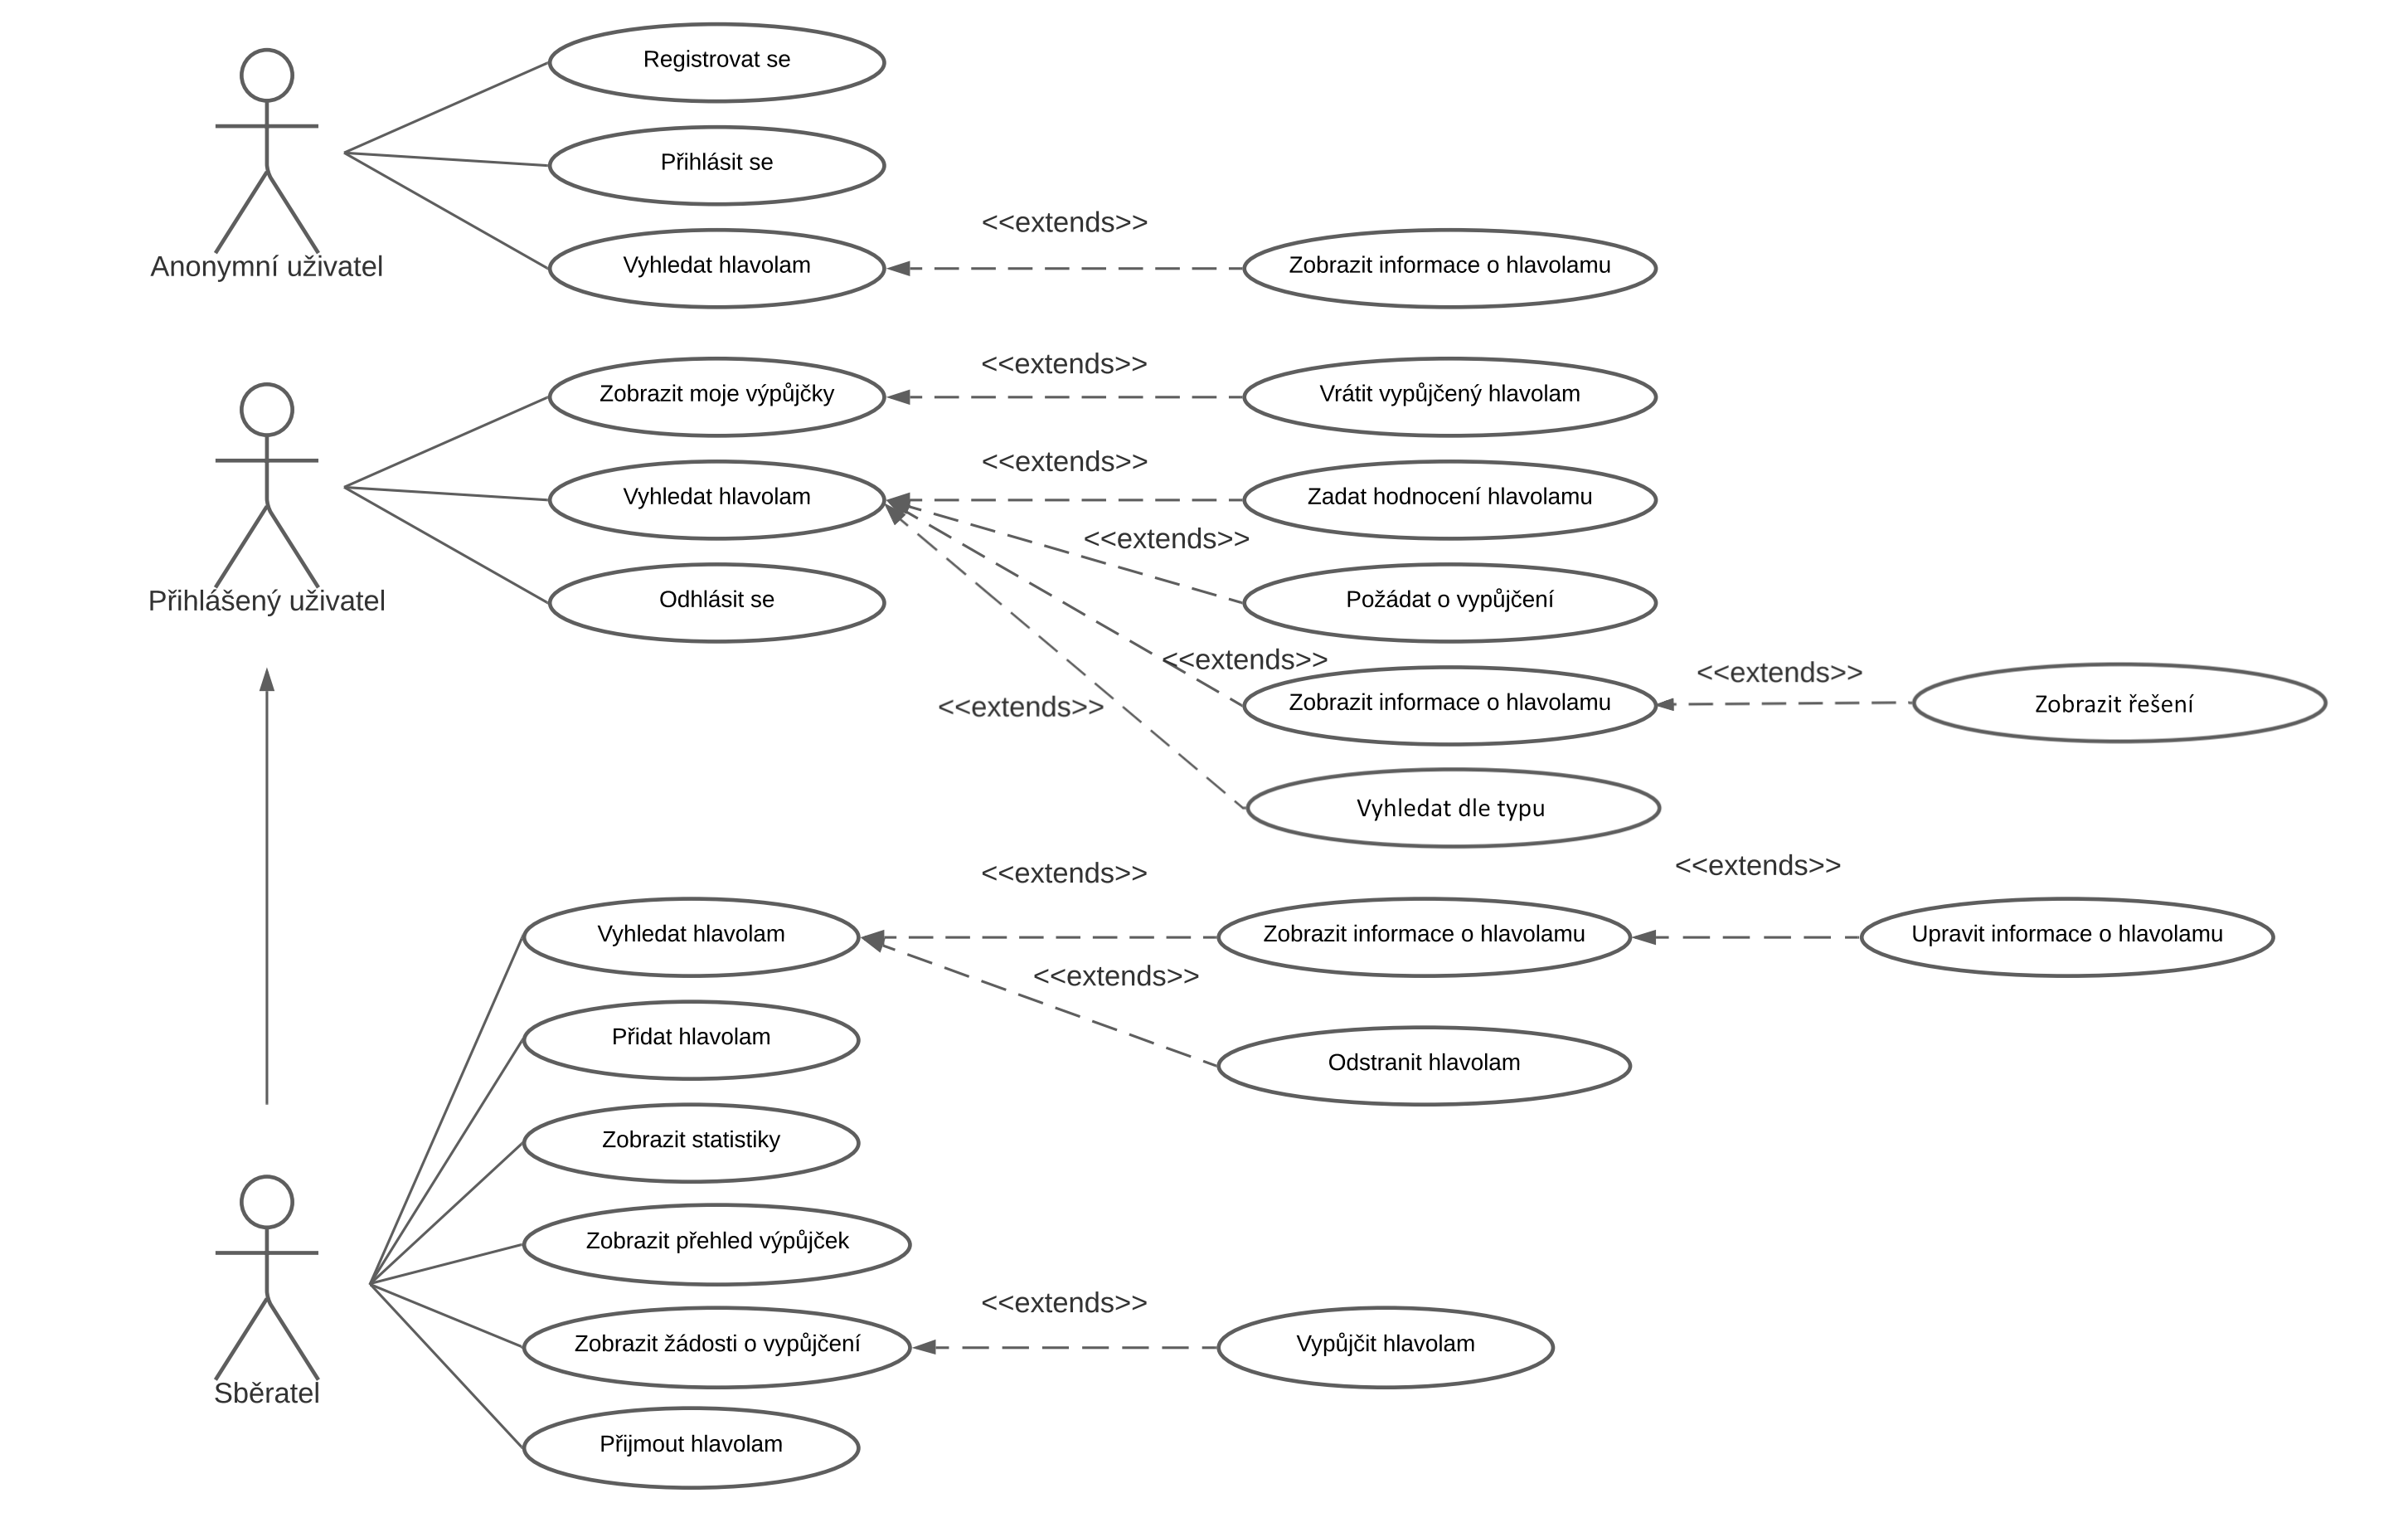 Registrovat se
Přihlásit se
<<extends>>
Anonymní uživatel
Vyhledat hlavolam
Zobrazit informace o hlavolamu
<<extends>>
Zobrazit moje výpůjčky
Vrátit vypůjčený hlavolam
<<extends>>
Vyhledat hlavolam
Zadat hodnocení hlavolamu
<<extends>>
Přihlášený uživatel
Odhlásit se
Požádat o vypůjčení
<<extends>>
<<extends>>
<<extends>>
Zobrazit informace o hlavolamu
Zobrazit řešení
Vyhledat dle typu
<<extends>>
<<extends>>
Vyhledat hlavolam
Zobrazit informace o hlavolamu
Upravit informace o hlavolamu
<<extends>>
Přidat hlavolam
Odstranit hlavolam
Zobrazit statistiky
Zobrazit přehled výpůjček
<<extends>>
Zobrazit žádosti o vypůjčení
Vypůjčit hlavolam
Sběratel
Přijmout hlavolam